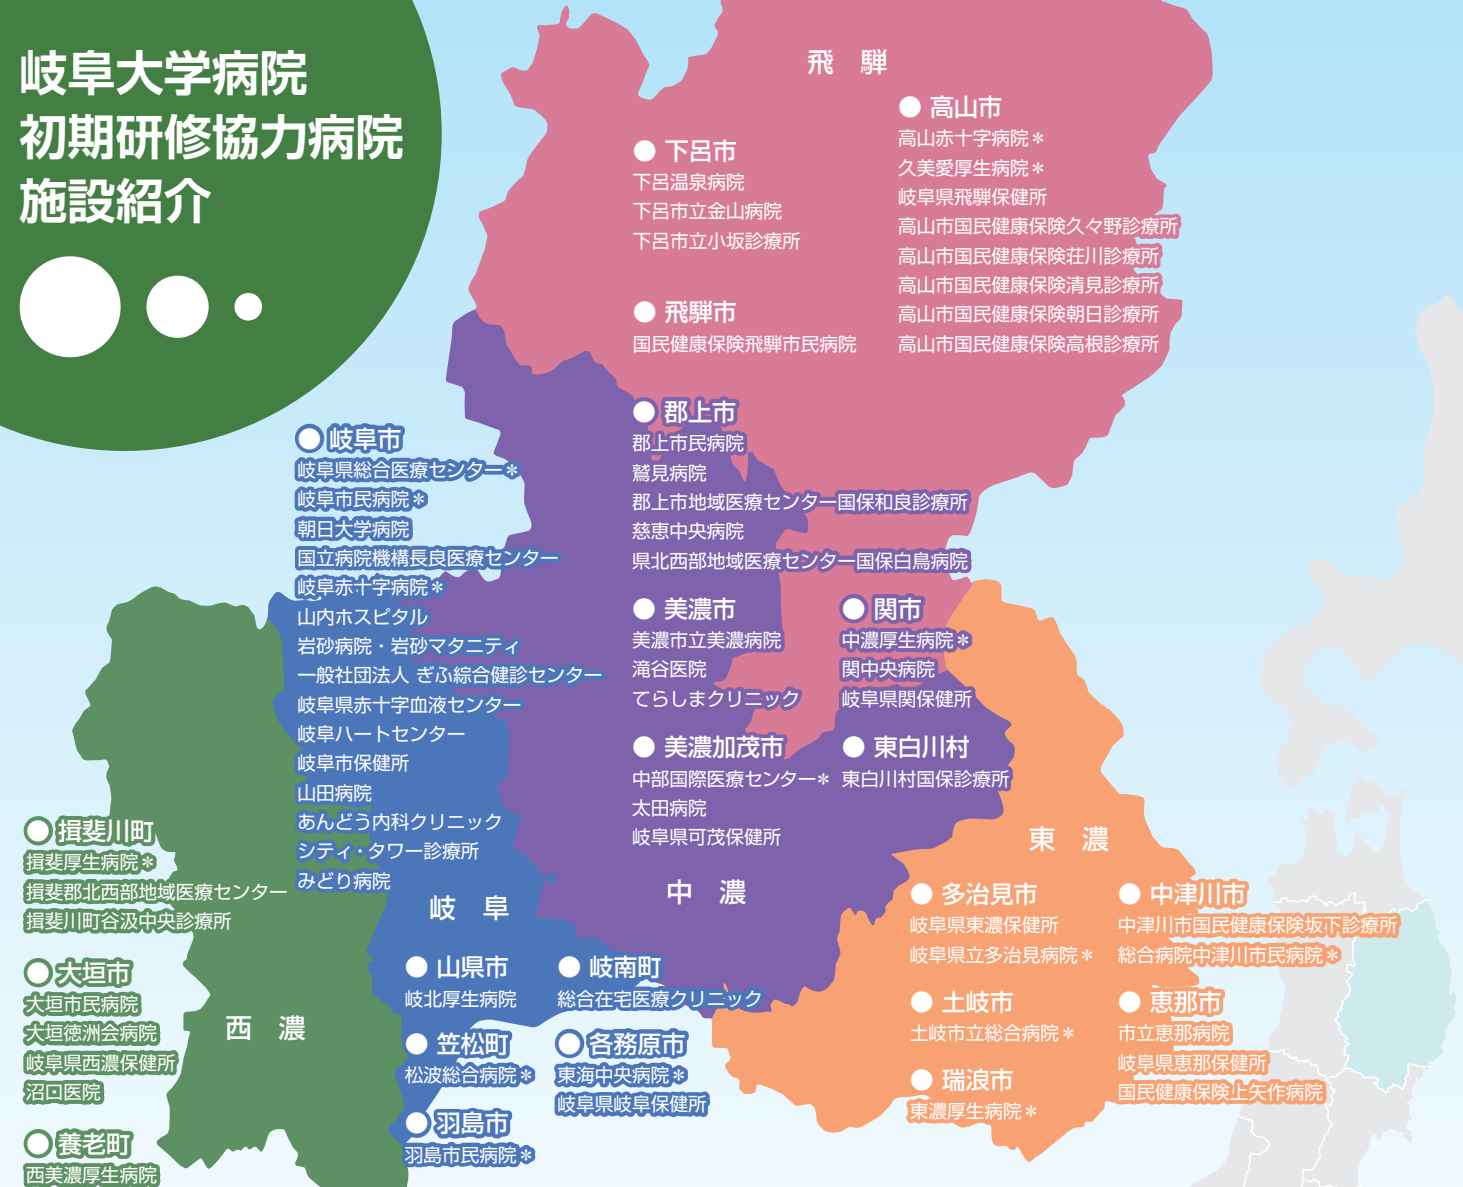 岐阜大学病院
初期研修協力病院
施設紹介
飛騨
● 高山市
高山赤十字病院＊
久美愛厚生病院＊
岐阜県飛騨保健所
高山市国民健康保険久々野診療所
高山市国民健康保険荘川診療所
高山市国民健康保険清見診療所
高山市国民健康保険朝日診療所
高山市国民健康保険高根診療所
● 下呂市
下呂温泉病院
下呂市立金山病院
下呂市立小坂診療所
● 飛騨市
国民健康保険飛騨市民病院
● 郡上市
郡上市民病院
鷲見病院
郡上市地域医療センター国保和良診療所
慈恵中央病院
県北西部地域医療センター国保白鳥病院
● 美濃市
美濃市立美濃病院
滝谷医院
てらしまクリニック
● 関市
中濃厚生病院＊
関中央病院
岐阜県関保健所
● 美濃加茂市
中部国際医療センター＊
太田病院
岐阜県可茂保健所
● 東白川村
東白川村国保診療所
中濃
● 岐阜市
岐阜県総合医療センター＊
岐阜市民病院＊
朝日大学病院
国立病院機構長良医療センター
岐阜赤十字病院＊
山内ホスピタル
岩砂病院・岩砂マタニティ
一般社団法人 ぎふ綜合健診センター
岐阜県赤十字血液センター
岐阜ハートセンター
岐阜市保健所
山田病院
あんどう内科クリニック
シティ・タワー診療所
みどり病院
岐阜
● 山県市
岐北厚生病院
● 岐南町
総合在宅医療クリニック
● 笠松町
松波総合病院＊
● 各務原市
東海中央病院＊
岐阜県岐阜保健所
● 羽島市
羽島市民病院＊
● 揖斐川町
揖斐厚生病院＊
揖斐郡北西部地域医療センター
揖斐川町谷汲中央診療所
● 大垣市
大垣市民病院
大垣徳洲会病院
岐阜県西濃保健所
沼口医院
● 養老町
西美濃厚生病院
西濃
東濃
● 多治見市
岐阜県東濃保健所
岐阜県立多治見病院＊
● 中津川市
中津川市国民健康保険坂下診療所
総合病院中津川市民病院＊
● 土岐市
土岐市立総合病院＊
● 恵那市
市立恵那病院
岐阜県恵那保健所
国民健康保険上矢作病院
● 瑞浪市
東濃厚生病院＊